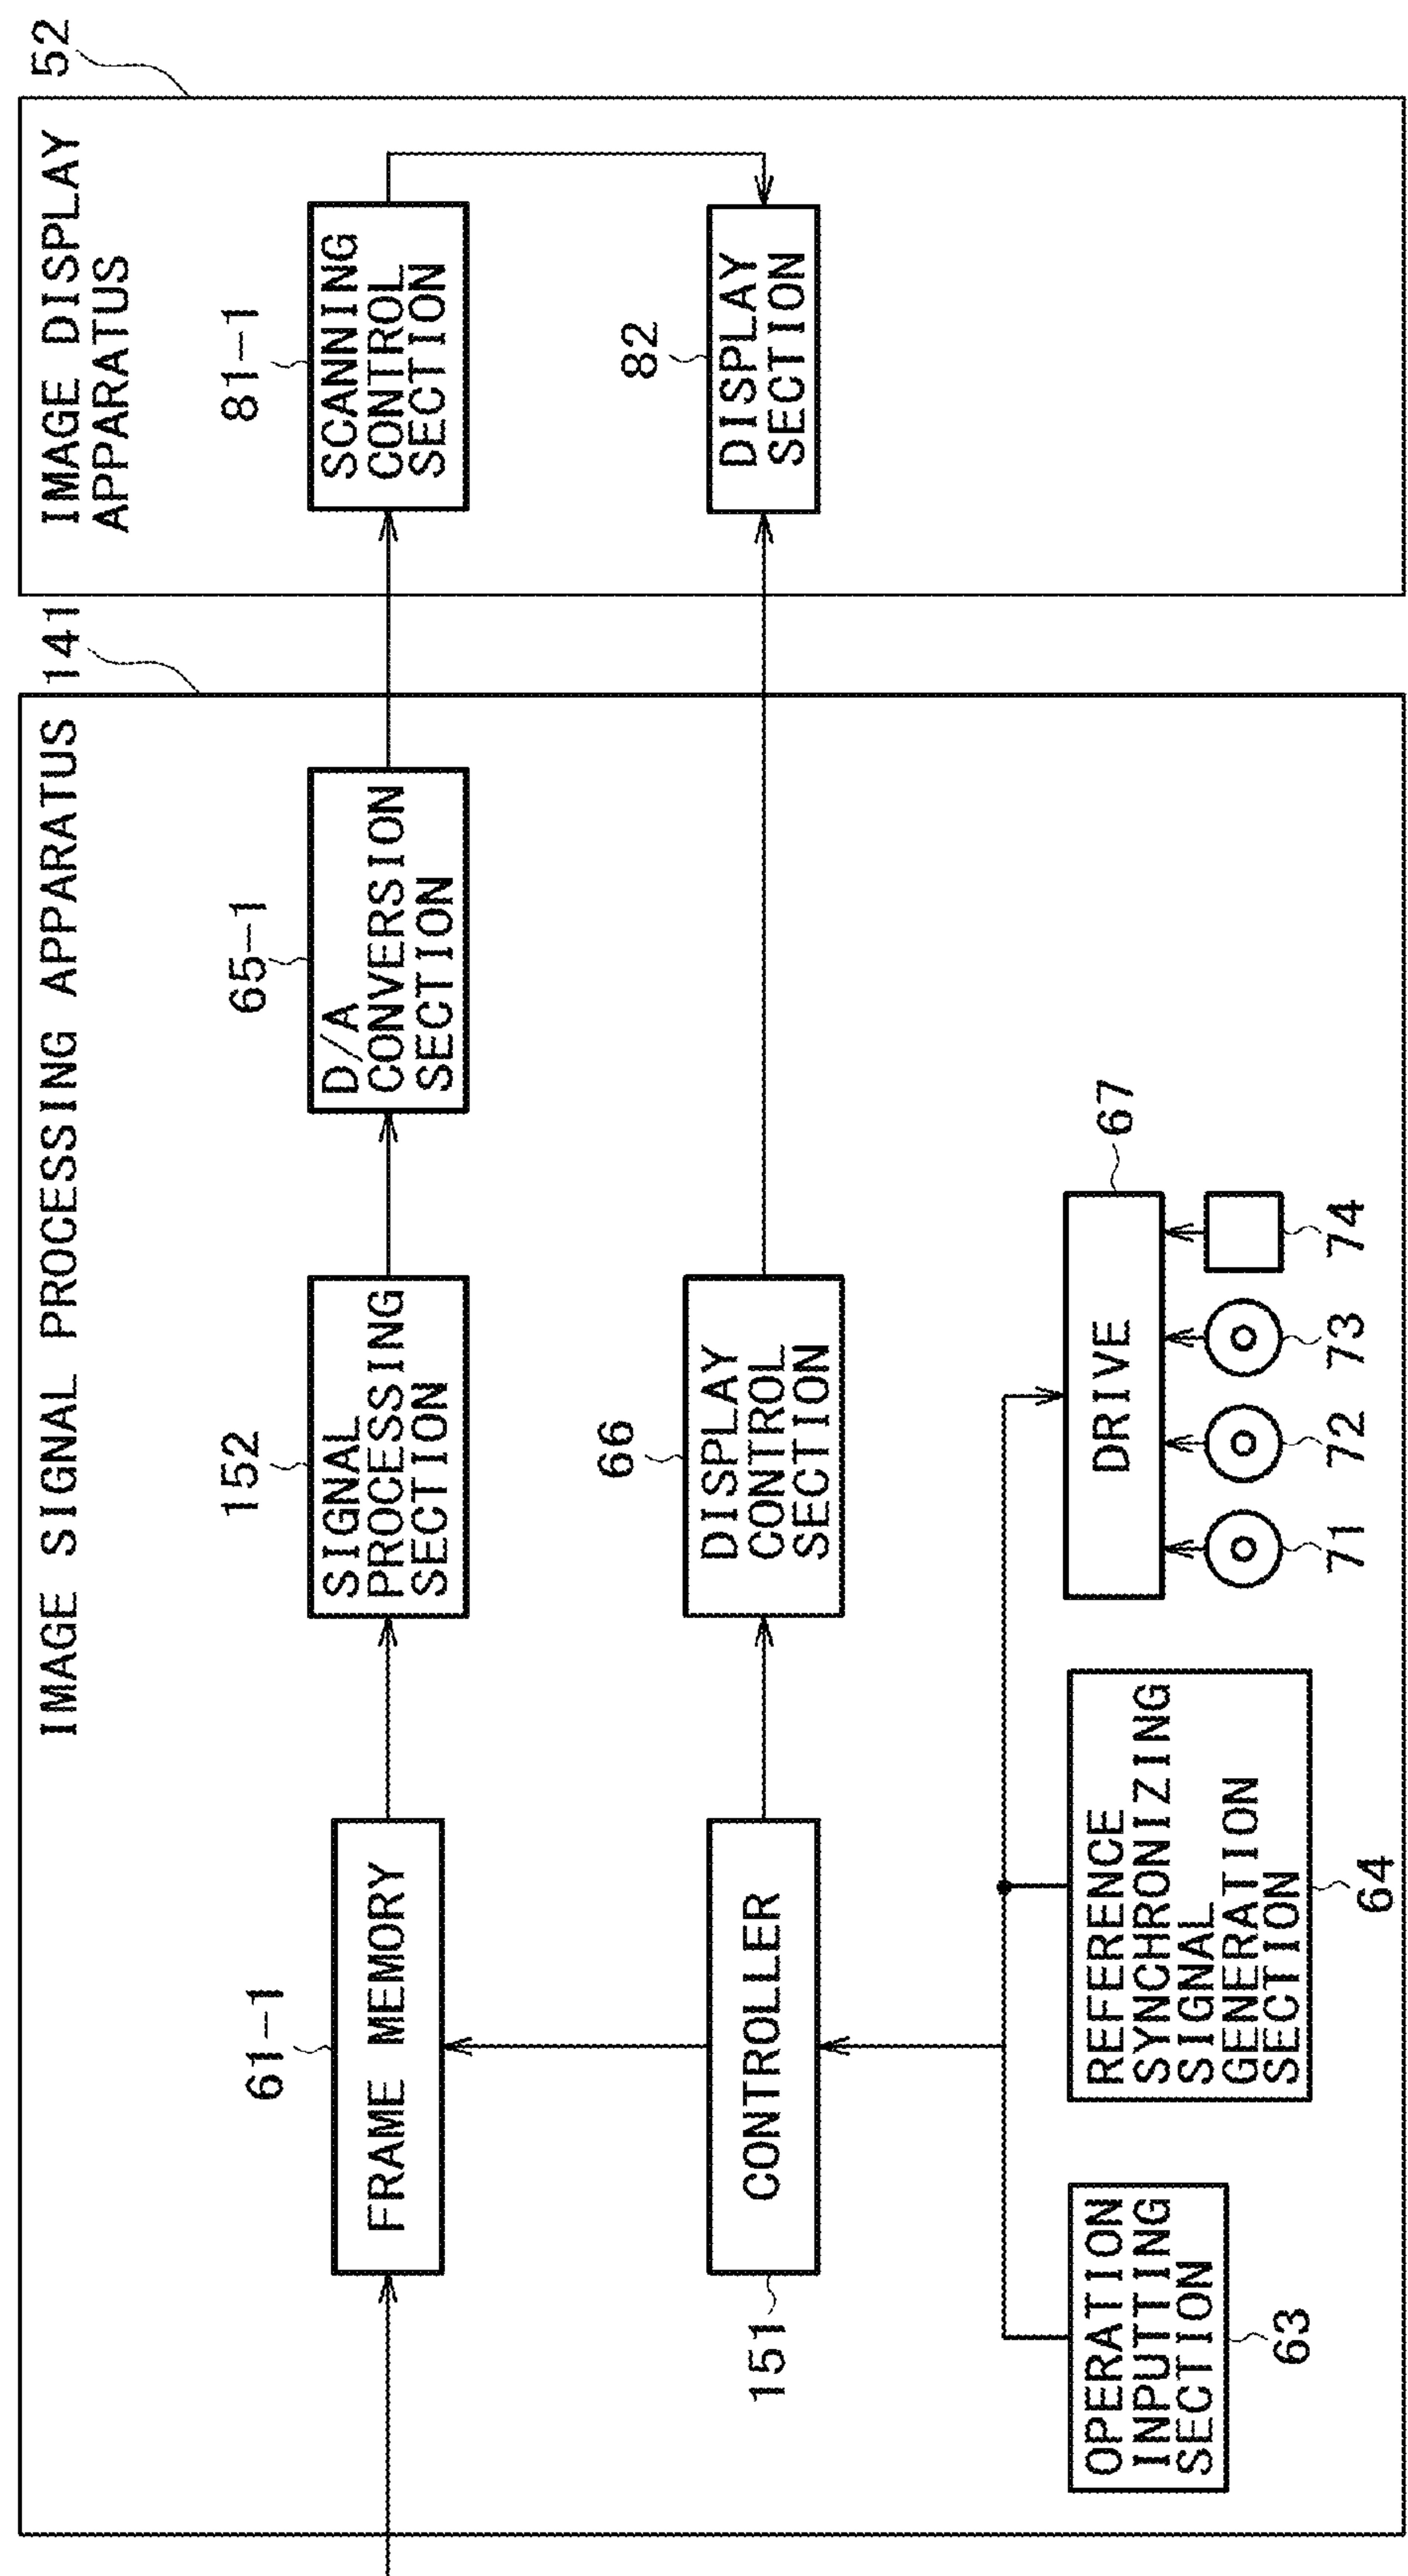 IMAGE SIGNAL PROCESSING APPARATUS 141
IMAGE DISPLAY
APPARATUS
52
61-1
FRAME MEMORY
152
SIGNAL
PROCESSING
SECTION
65-1
D/A
CONVERSION
SECTION
81-1
SCANNING
CONTROL
SECTION
151
CONTROLLER
66
DISPLAY
CONTROL
SECTION
82
DISPLAY
SECTION
OPERATION
INPUTTING
SECTION
63
REFERENCE
SYNCHRONIZING
SIGNAL
GENERATION
SECTION
64
DRIVE
67
71
72
73
74